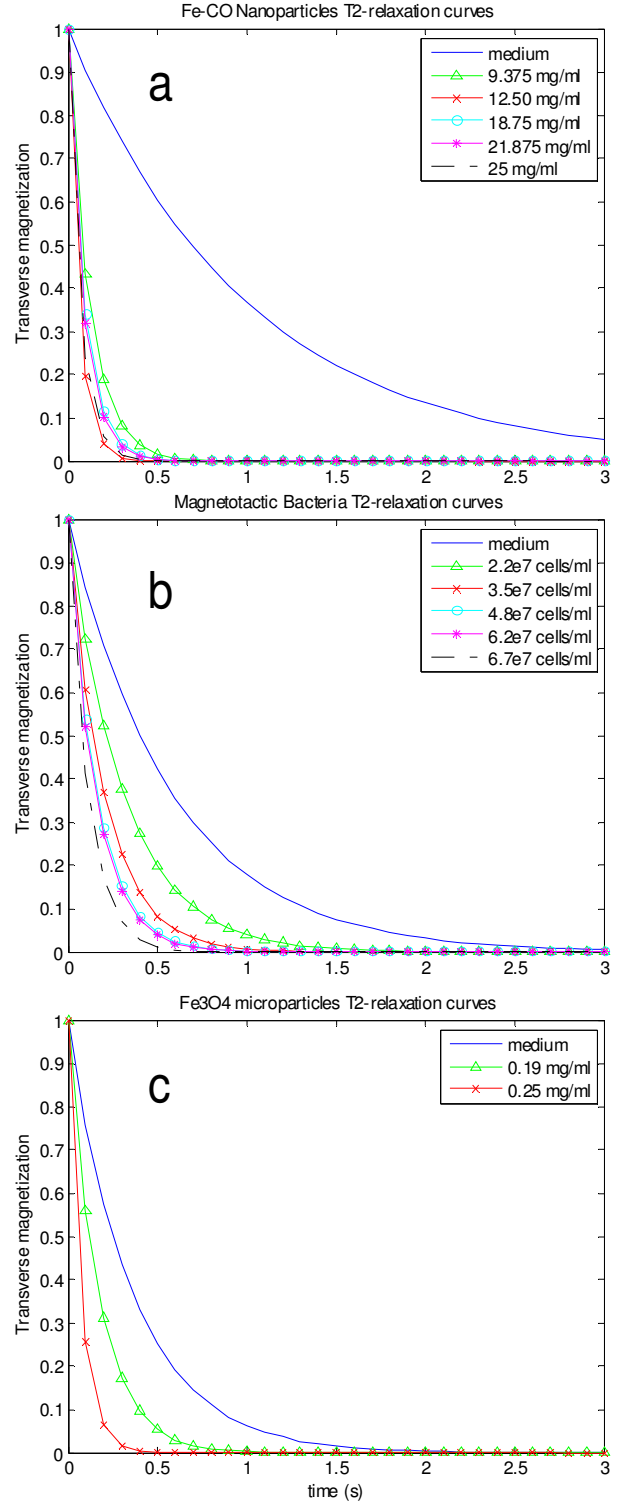 Fe-CO Nanoparticles T2-relaxation curves
a
medium
9.375 mg/ml
12.50 mg/ml
18.75 mg/ml
21.875 mg/ml
25 mg/ml
Transverse magnetization
1
0.9
0.8
0.7
0.6
0.5
0.4
0.3
0.2
0.1
0
0 0.5 1 1.5 2 2.5 3
Magnetotactic Bacteria T2-relaxation curves
b
medium
2.2e7 cells/ml
3.5e7 cells/ml
4.8e7 cells/ml
6.2e7 cells/ml
6.7e7 cells/ml
Transverse magnetization
1
0.9
0.8
0.7
0.6
0.5
0.4
0.3
0.2
0.1
0
0 0.5 1 1.5 2 2.5 3
Fe3O4 microparticles T2-relaxation curves
c
medium
0.19 mg/ml
0.25 mg/ml
Transverse magnetization
1
0.9
0.8
0.7
0.6
0.5
0.4
0.3
0.2
0.1
0
0 0.5 1 1.5 2 2.5 3
time (s)